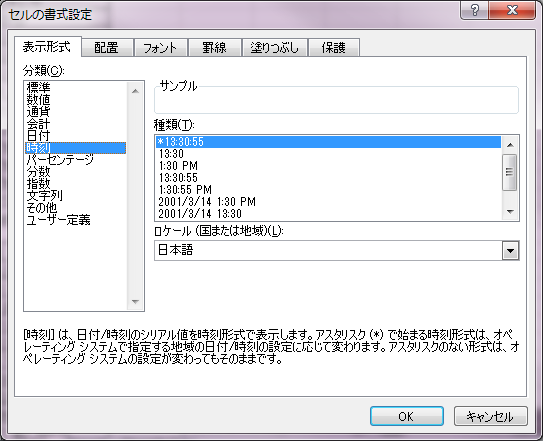 セルの書式設定
表示形式 配置 フォント 罫線 塗りつぶし 保護
分類(C):
標準
数値
通貨
会計
日付
時刻
パーセンテージ
分数
指数
文字列
その他
ユーザー定義
サンプル
種類(T):
*13:30:55
13:30
1:30 PM
13:30:55
1:30:55 PM
2001/3/14 1:30 PM
2001/3/14 13:30
ロケール (国または地域)(L):
日本語
[時刻] は、日付/時刻のシリアル値を時刻形式で表示します。アスタリスク (*) で始まる時刻形式は、オペ
レーティング システムで指定する地域の日付/時刻の設定に応じて変わります。アスタリスクのない形式は、オ
ペレーティング システムの設定が変わってもそのままです。
OK キャンセル